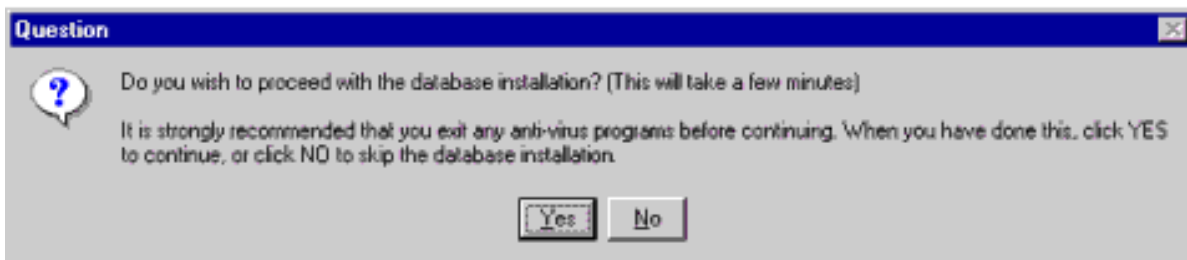 Question
Do you wish to proceed with the database installation? (This will take a few minutes)
It is strongly recommended that you exit any anti-virus programs before continuing. When you have done this, click YES
to continue, or click NO to skip the database installation.
Yes No